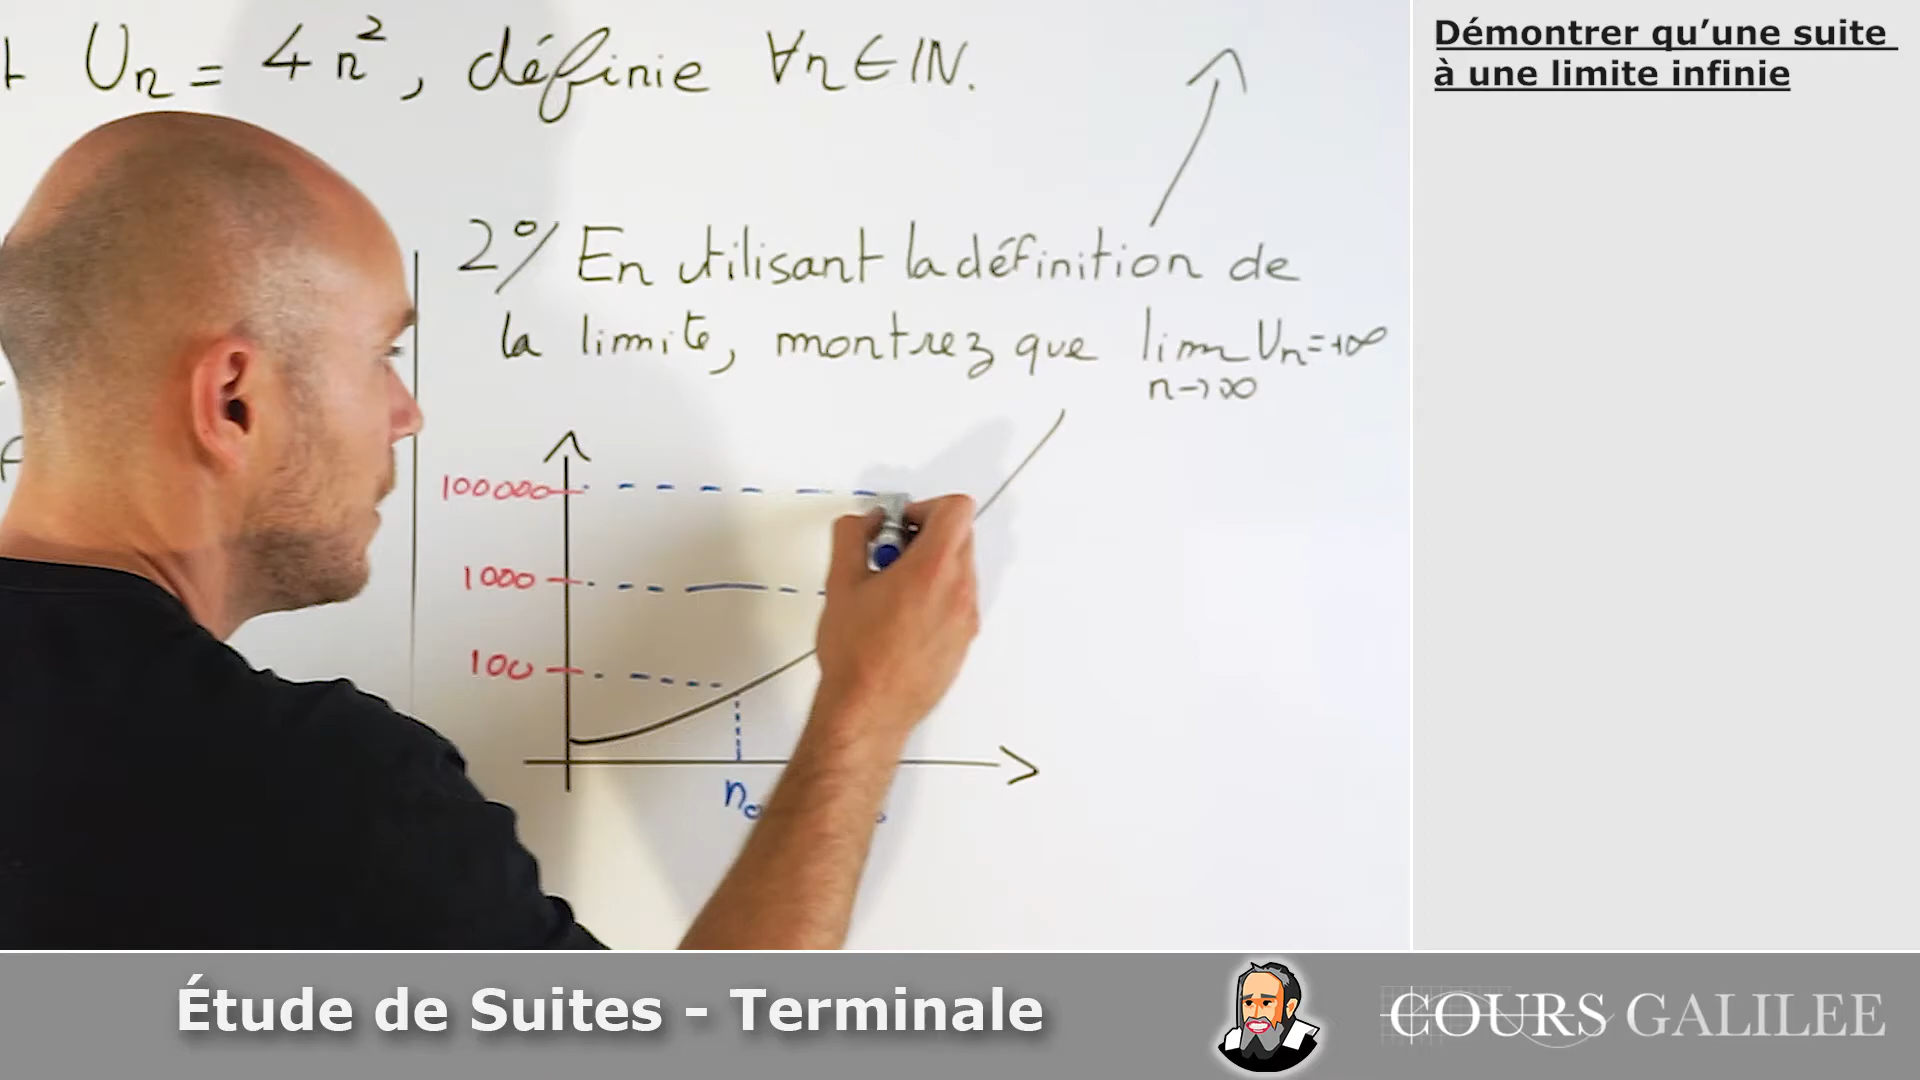 Un = 4n², définie ∀n∈IN.
2°/ En utilisant la définition de
la limite, montrez que lim Un=+∞
n→∞
100000
1000
100
n₀
Démontrer qu’une suite
à une limite infinie
Étude de Suites - Terminale
COURS GALILEE